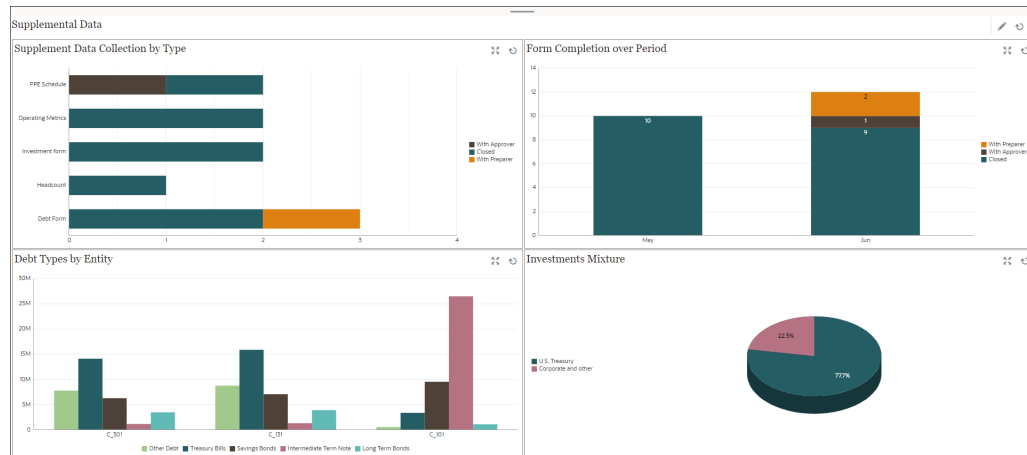 Supplemental Data
Supplement Data Collection by Type
PPE Schedule
Operating Metrics
Investment form
Headcount
Debt Form
0 1 2 3 4
With Approver
Closed
With Preparer
Form Completion over Period
14
12
10
8
6
4
2
0
10
2
1
9
May Jun
With Preparer
With Approver
Closed
Debt Types by Entity
30M
25M
20M
15M
10M
5M
0M
C_301 C_151 C_101
Other Debt Treasury Bills Savings Bonds Intermediate Term Note Long Term Bonds
Investments Mixture
U.S. Treasury
Corporate and other
22.3%
77.7%